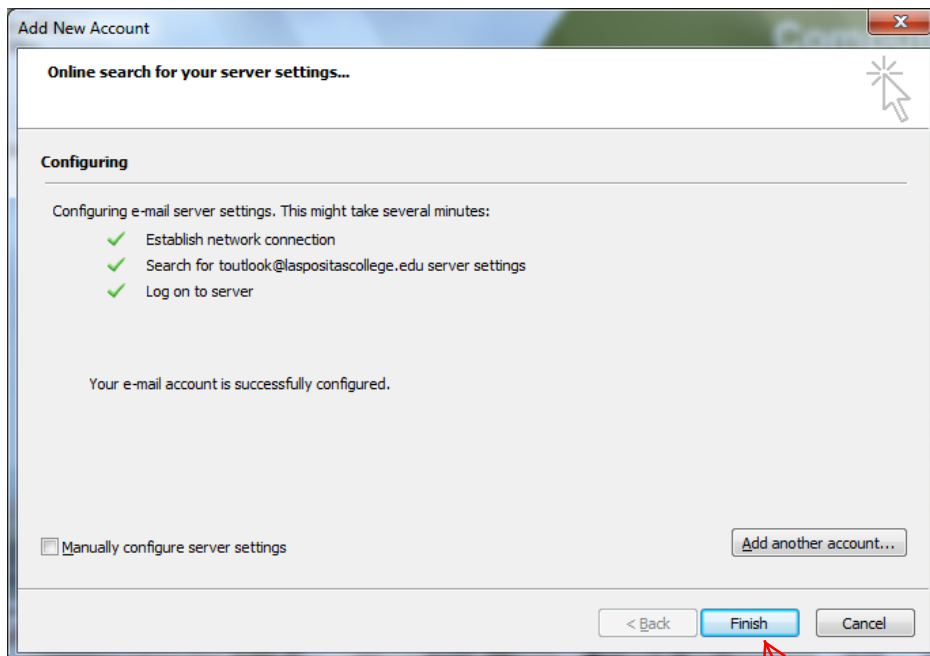 Add New Account
Online search for your server settings...
Configuring
Configuring e-mail server settings. This might take several minutes:
Establish network connection
Search for toutlook@laspositascollege.edu server settings
Log on to server
Your e-mail account is successfully configured.
Manually configure server settings
Add another account...
< Back
Finish
Cancel